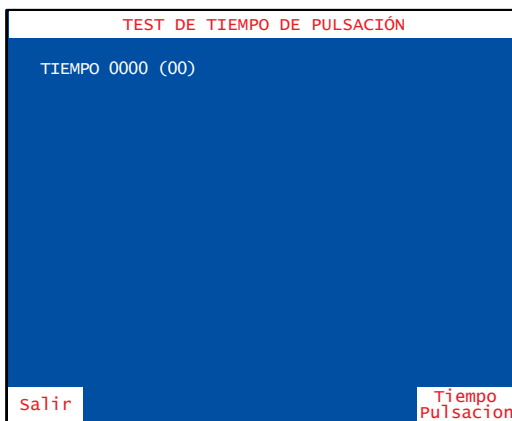 TEST DE TIEMPO DE PULSACIÓN
TIEMPO 0000 (00)
Salir
Tiempo
Pulsacion